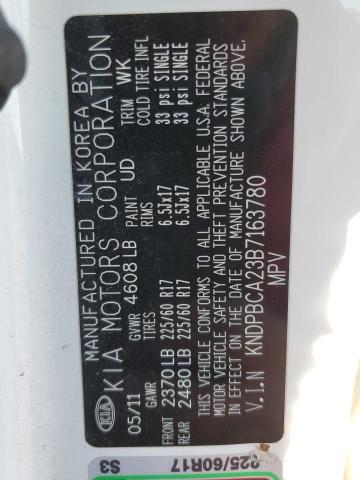 MANUFACTURED IN KOREA BY
KIA KIA MOTORS CORPORATION
05/11 GVWR 4608 LB PAINT UD TRIM WK
GAWR TIRES RIMS COLD TIRE INFL
FRONT 2370 LB 225/60 R17 6.5Jx17 33 psi SINGLE
REAR 2480 LB 225/60 R17 6.5Jx17 33 psi SINGLE
THIS VEHICLE CONFORMS TO ALL APPLICABLE U.S.A. FEDERAL
MOTOR VEHICLE SAFETY AND THEFT PREVENTION STANDARDS
IN EFFECT ON THE DATE OF MANUFACTURE SHOWN ABOVE.
V.I.N KNDPBCA23B7163780
MPV
225/60R17
S3